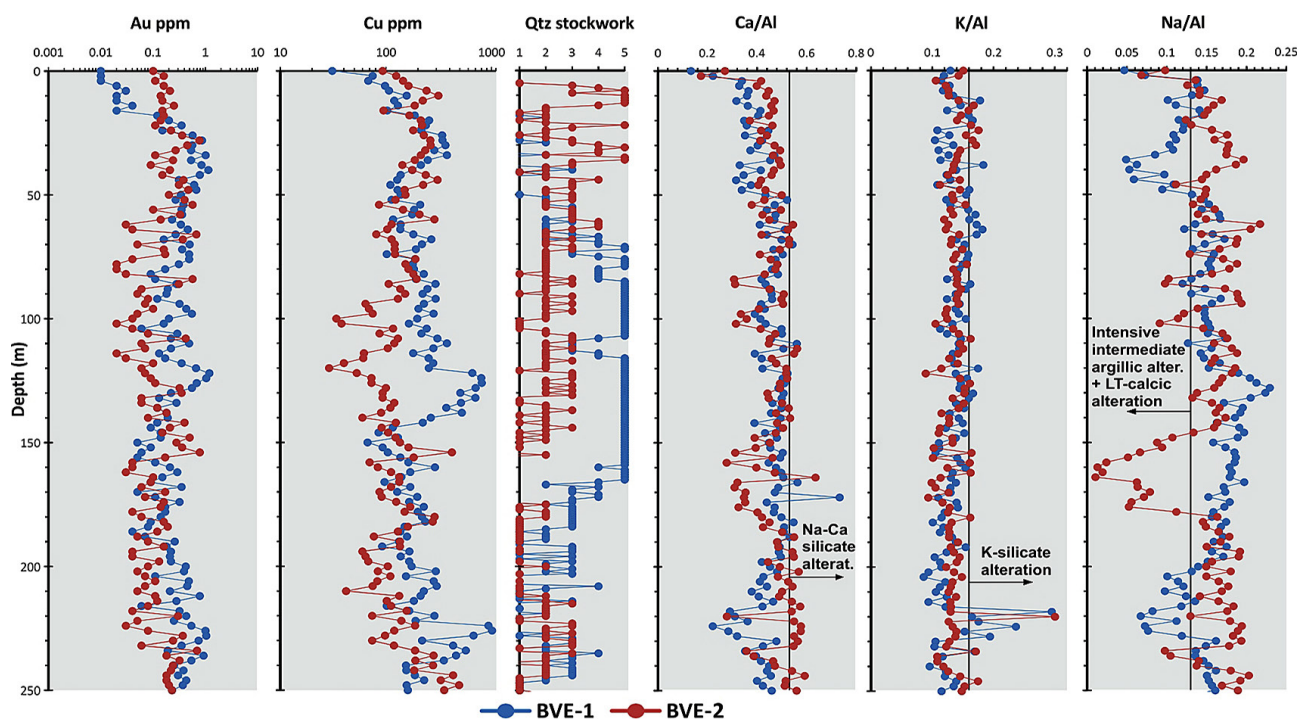 Au ppm
Cu ppm
Qtz stockwork
Ca/Al
K/Al
Na/Al
0.001 0.01 0.1 1 10
10 100 1000
1 2 3 4 5
0 0.2 0.4 0.6 0.8
0 0.1 0.2 0.3
0 0.05 0.10 0.15 0.20 0.25
0
50
100
150
200
250
Depth (m)
Na-Ca
silicate
alterat.
K-silicate
alteration
Intensive
intermediate
argillic alter.
+ LT-calcic
alteration
BVE-1 BVE-2